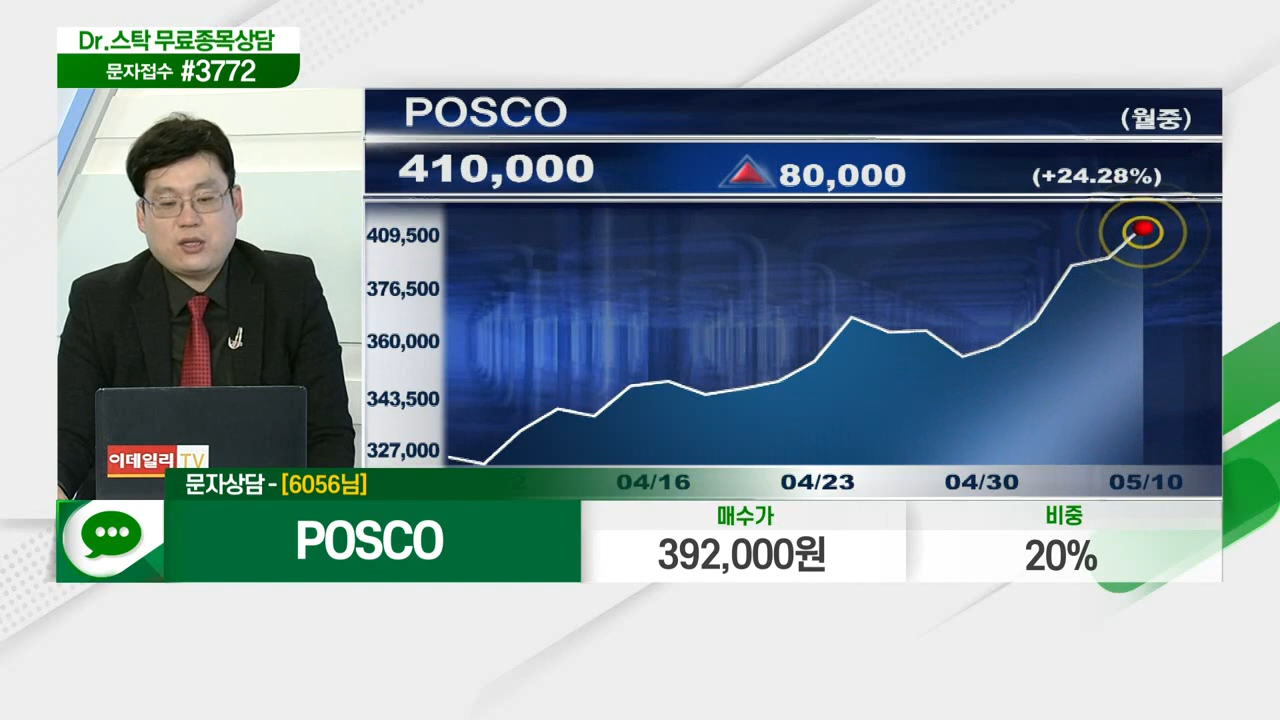 Dr.스탁 무료종목상담
문자접수 #3772
POSCO
(월중)
410,000
80,000
(+24.28%)
409,500
376,500
360,000
343,500
327,000
2
04/16
04/23
04/30
05/10
이데일리TV
문자상담 - [6056님]
POSCO
매수가
392,000원
비중
20%